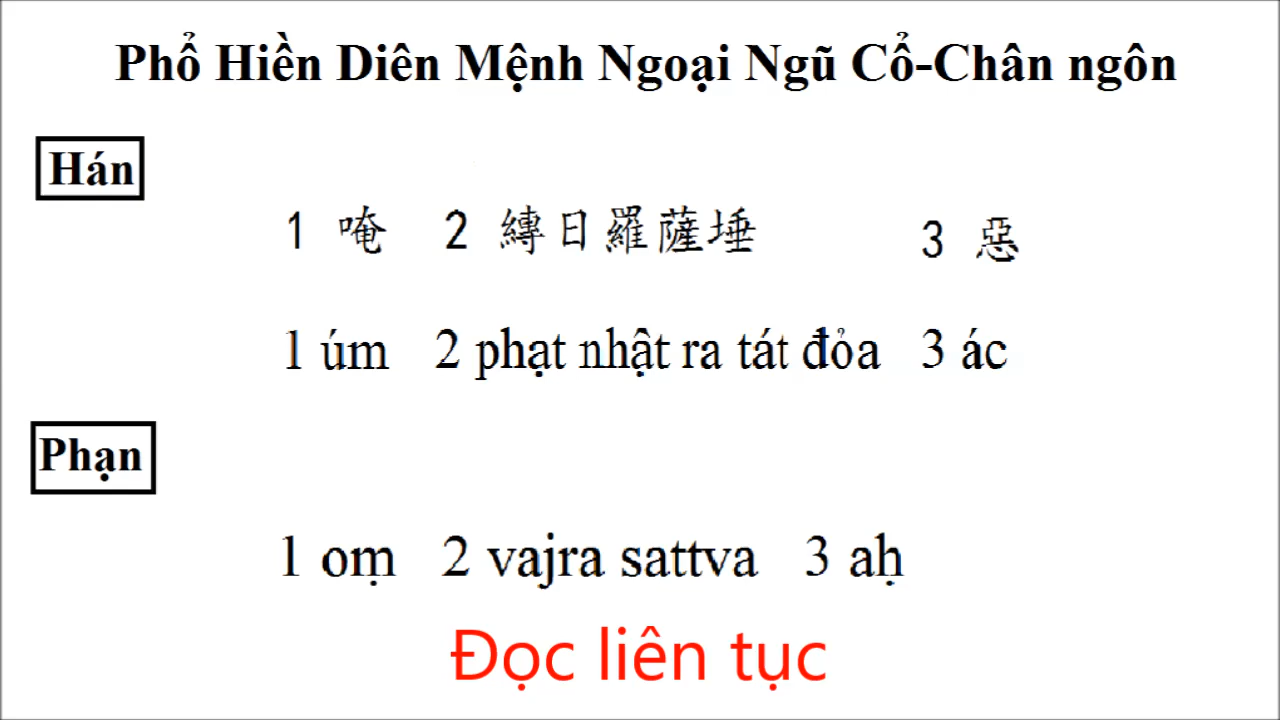 Phổ Hiền Diên Mệnh Ngoại Ngũ Cổ-Chân ngôn
Hán
1 唵 2 縛日羅薩埵 3 惡
1 úm 2 phạt nhật ra tát đỏa 3 ác
Phạn
1 oṃ 2 vajra sattva 3 aḥ
Đọc liên tục